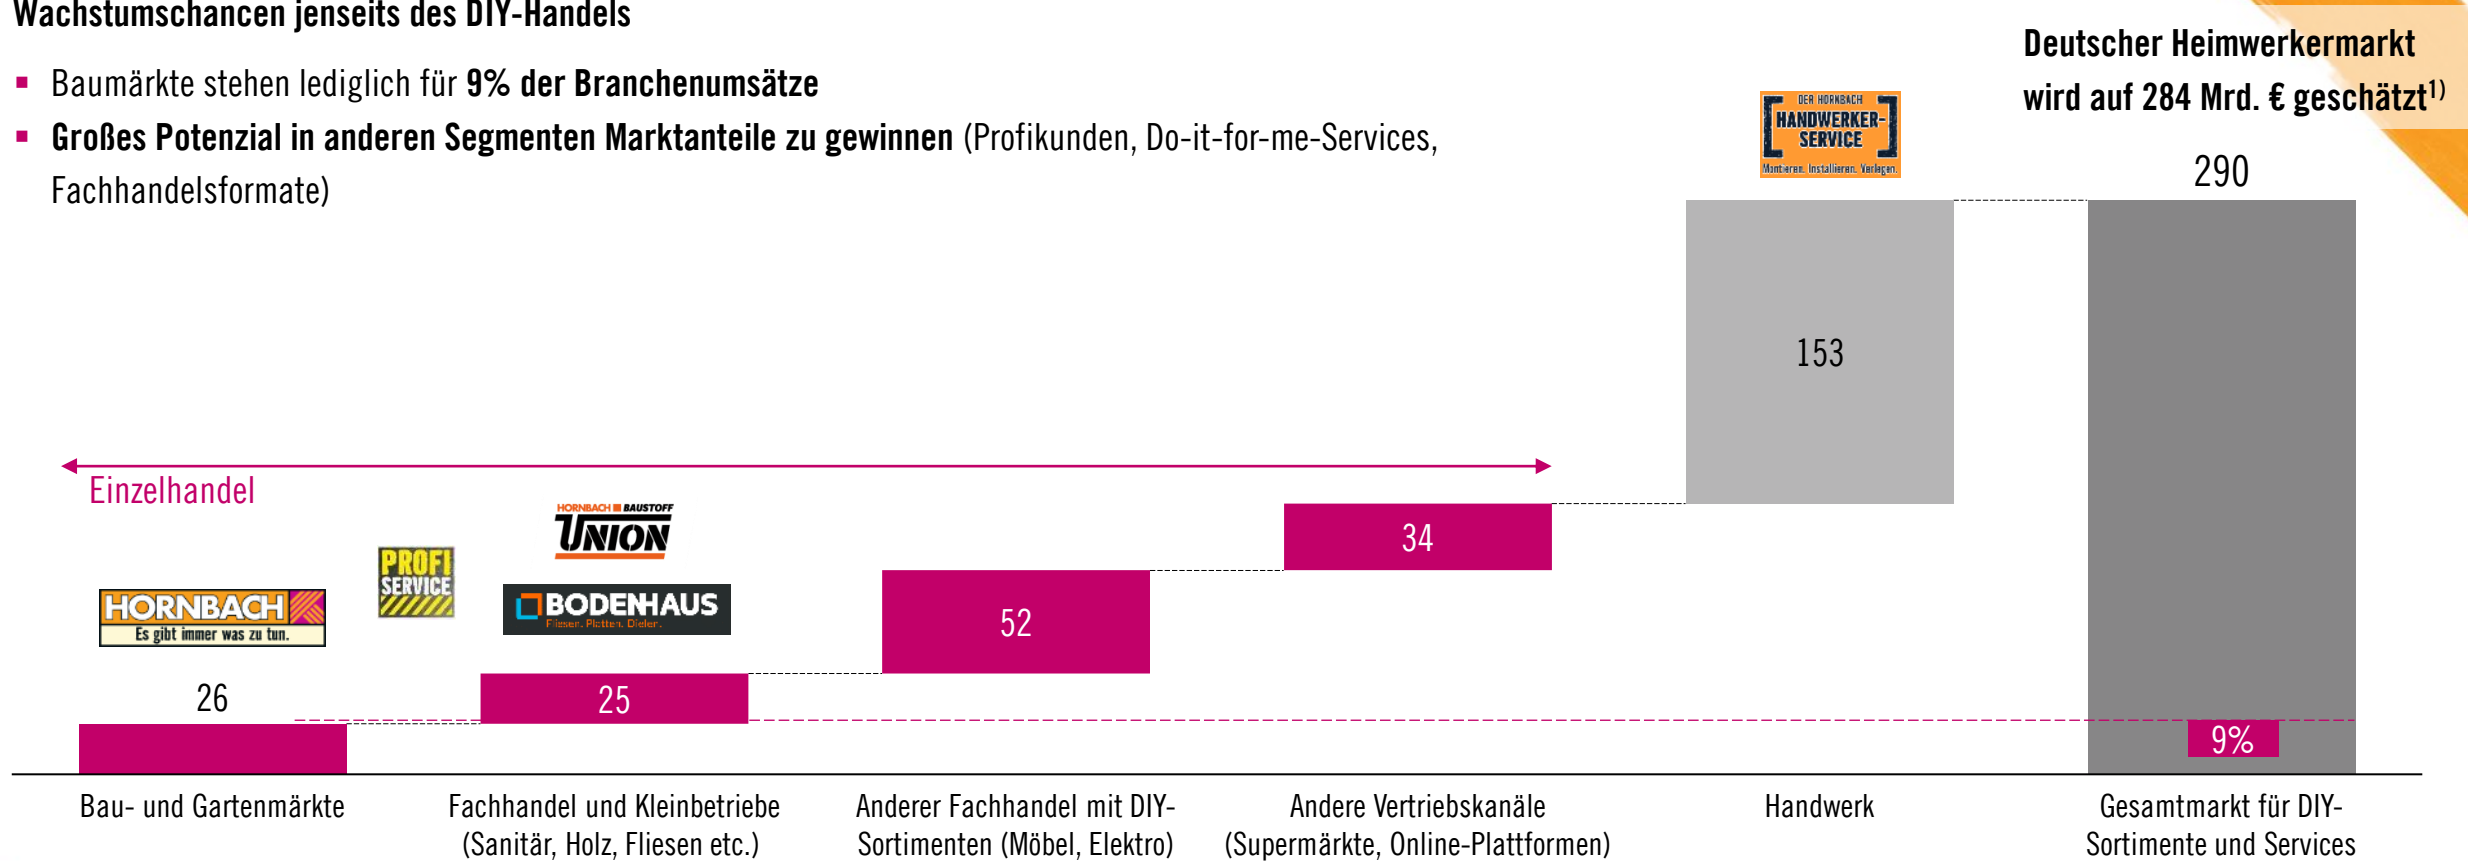 Wachstumschancen jenseits des DIY-Handels
▪ Baumärkte stehen lediglich für 9% der Branchenumsätze
▪ Großes Potenzial in anderen Segmenten Marktanteile zu gewinnen (Profikunden, Do-it-for-me-Services,
Fachhandelsformate)
Deutscher Heimwerkermarkt
wird auf 284 Mrd. € geschätzt1)
DER HORNBACH
HANDWERKER-
SERVICE
Montieren. Installieren. Verlegen.
290
153
Einzelhandel
HORNBACH BAUSTOFF
UNION
PROFI
SERVICE
HORNBACH
Es gibt immer was zu tun.
BODENHAUS
Fliesen. Platten. Dielen.
34
52
26
25
9%
Bau- und Gartenmärkte
Fachhandel und Kleinbetriebe
(Sanitär, Holz, Fliesen etc.)
Anderer Fachhandel mit DIY-
Sortimenten (Möbel, Elektro)
Andere Vertriebskanäle
(Supermärkte, Online-Plattformen)
Handwerk
Gesamtmarkt für DIY-
Sortimente und Services